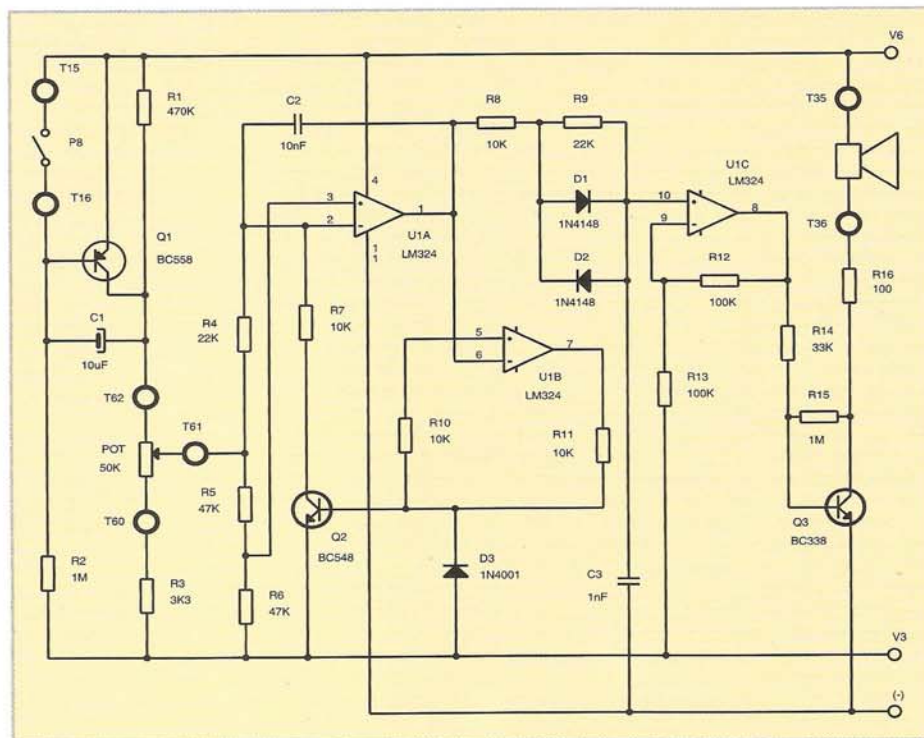 V6
T15
R1
470K
P8
T16
Q1
BC558
C1
10uF
T62
POT
50K
T61
T60
R2
1M
R3
3K3
C2
10nF
R4
22K
R5
47K
R6
47K
R7
10K
3
2
4
1
1
1
U1A
LM324
R8
10K
R9
22K
D1
1N4148
D2
1N4148
5
6
7
U1B
LM324
R10
10K
R11
10K
Q2
BC548
D3
1N4001
C3
1nF
10
9
8
U1C
LM324
R12
100K
R13
100K
R14
33K
R15
1M
T35
T36
R16
100
Q3
BC338
V3
(-)